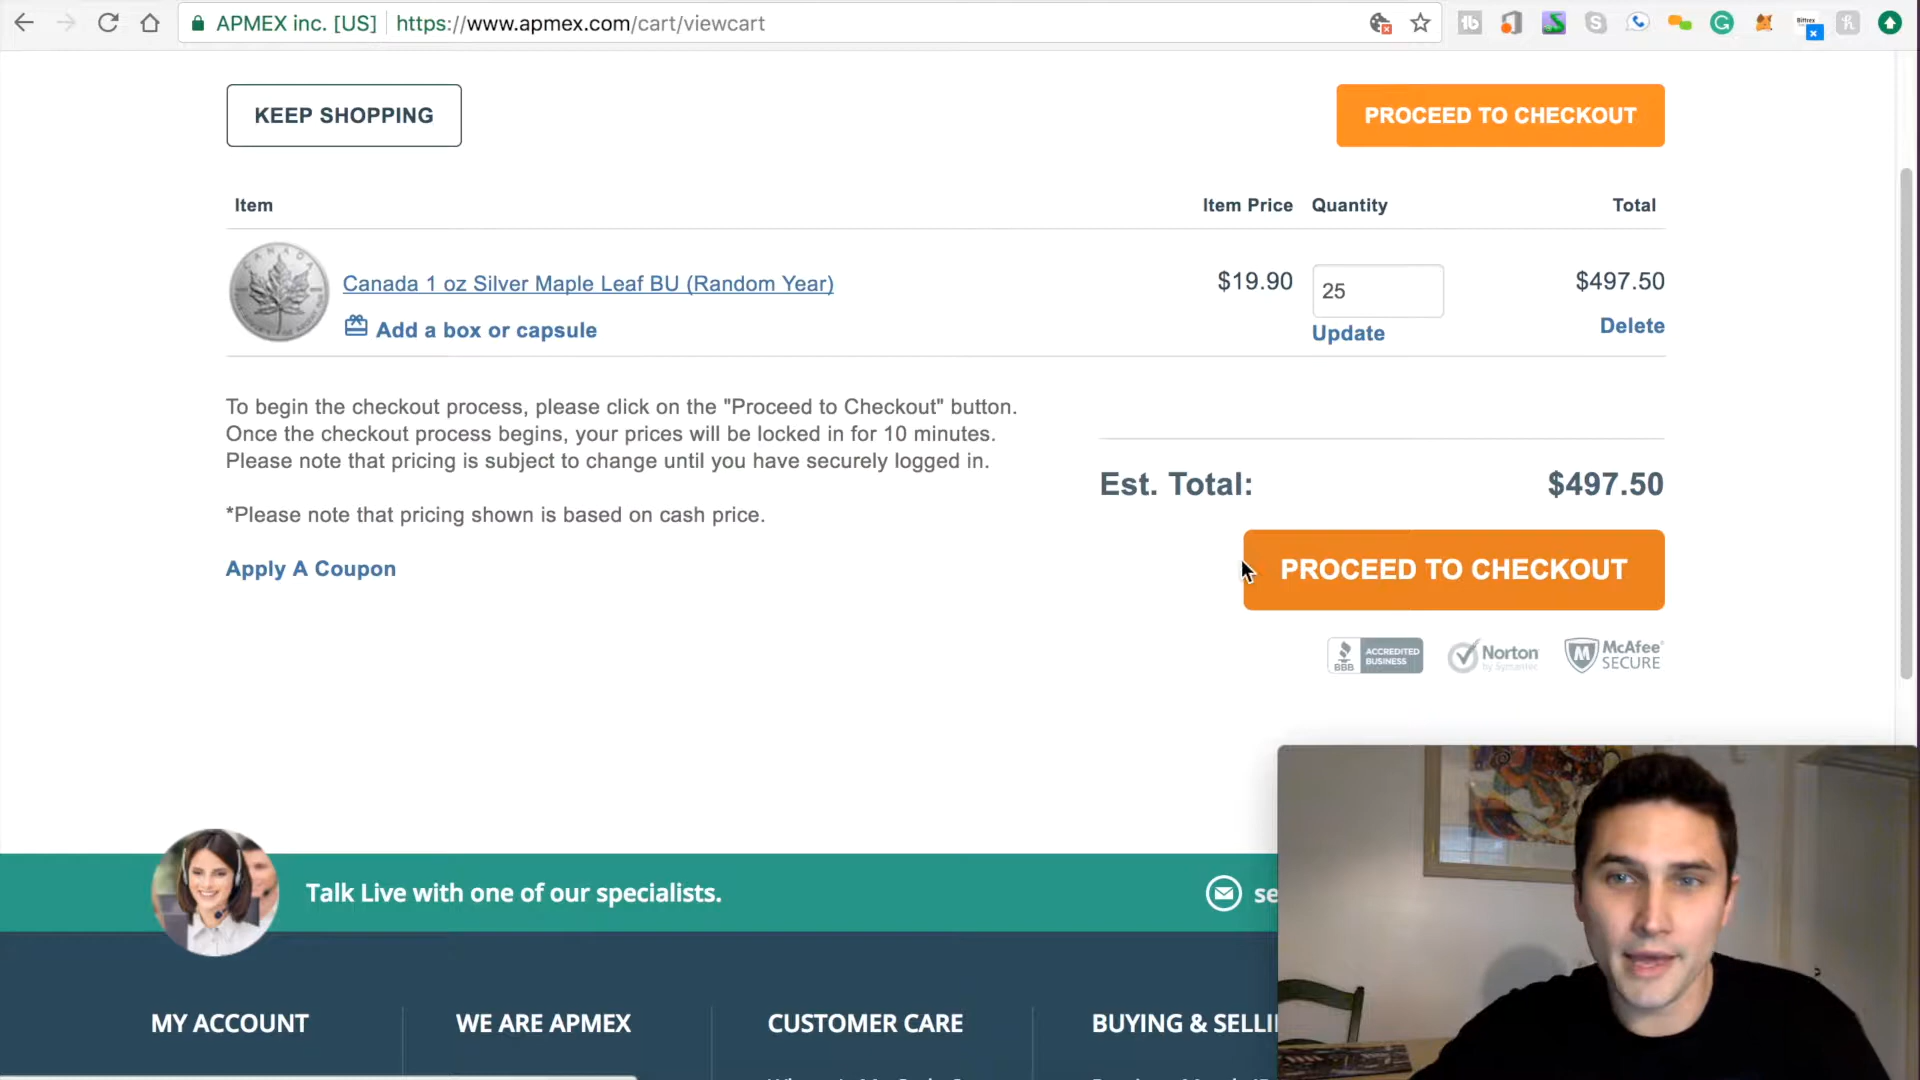 APMEX inc. [US] https://www.apmex.com/cart/viewcart
KEEP SHOPPING
PROCEED TO CHECKOUT
Item Item Price Quantity Total
CANADA
Canada 1 oz Silver Maple Leaf BU (Random Year) $19.90 25 $497.50
Add a box or capsule Update Delete
To begin the checkout process, please click on the "Proceed to Checkout" button.
Once the checkout process begins, your prices will be locked in for 10 minutes.
Please note that pricing is subject to change until you have securely logged in.
*Please note that pricing shown is based on cash price.
Apply A Coupon
Est. Total: $497.50
PROCEED TO CHECKOUT
BBB ACCREDITED BUSINESS
Norton by Symantec
McAfee SECURE
Talk Live with one of our specialists.
se
MY ACCOUNT WE ARE APMEX CUSTOMER CARE BUYING & SELLI